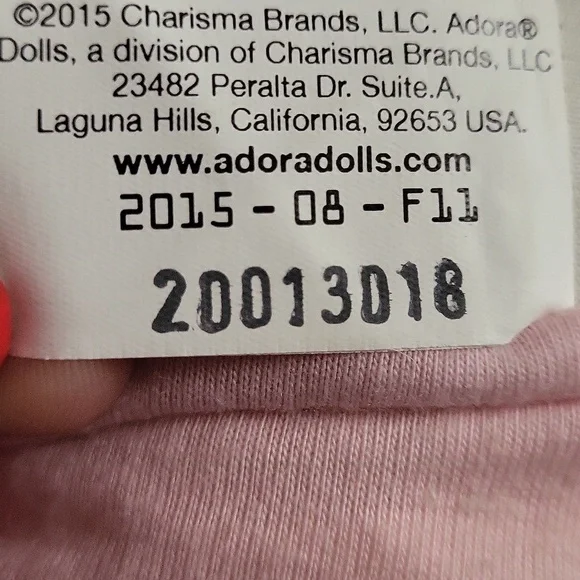 ©2015 Charisma Brands, LLC. Adora®
Dolls, a division of Charisma Brands, LLC
23482 Peralta Dr. Suite.A,
Laguna Hills, California, 92653 USA.
www.adoradolls.com
2015 - 08 - F11
20013018